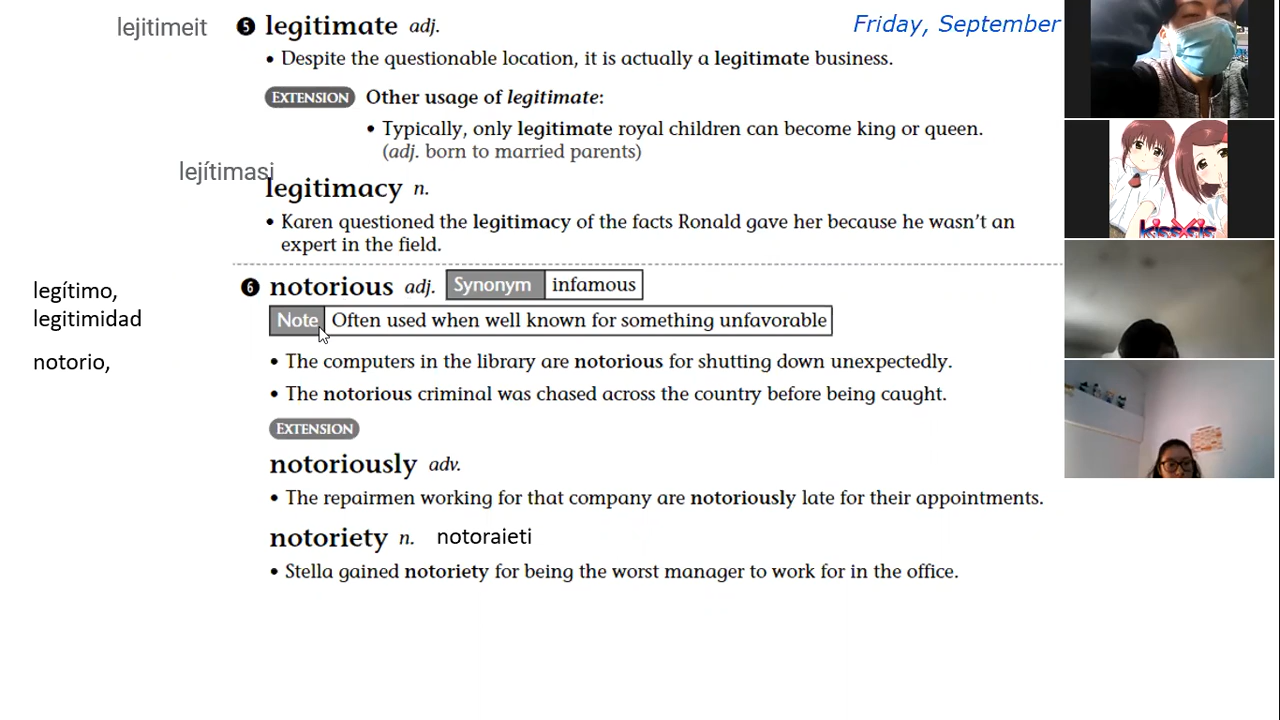 lejitimeit
❺ legitimate adj.
Friday, September
• Despite the questionable location, it is actually a legitimate business.
EXTENSION Other usage of legitimate:
• Typically, only legitimate royal children can become king or queen.
(adj. born to married parents)
lejítimasi
legitimacy n.
• Karen questioned the legitimacy of the facts Ronald gave her because he wasn't an
expert in the field.
legítimo,
legitimidad
notorio,
❻ notorious adj. Synonym infamous
Note Often used when well known for something unfavorable
• The computers in the library are notorious for shutting down unexpectedly.
• The notorious criminal was chased across the country before being caught.
EXTENSION
notoriously adv.
• The repairmen working for that company are notoriously late for their appointments.
notoriety n. notoraieti
• Stella gained notoriety for being the worst manager to work for in the office.
kissxsis